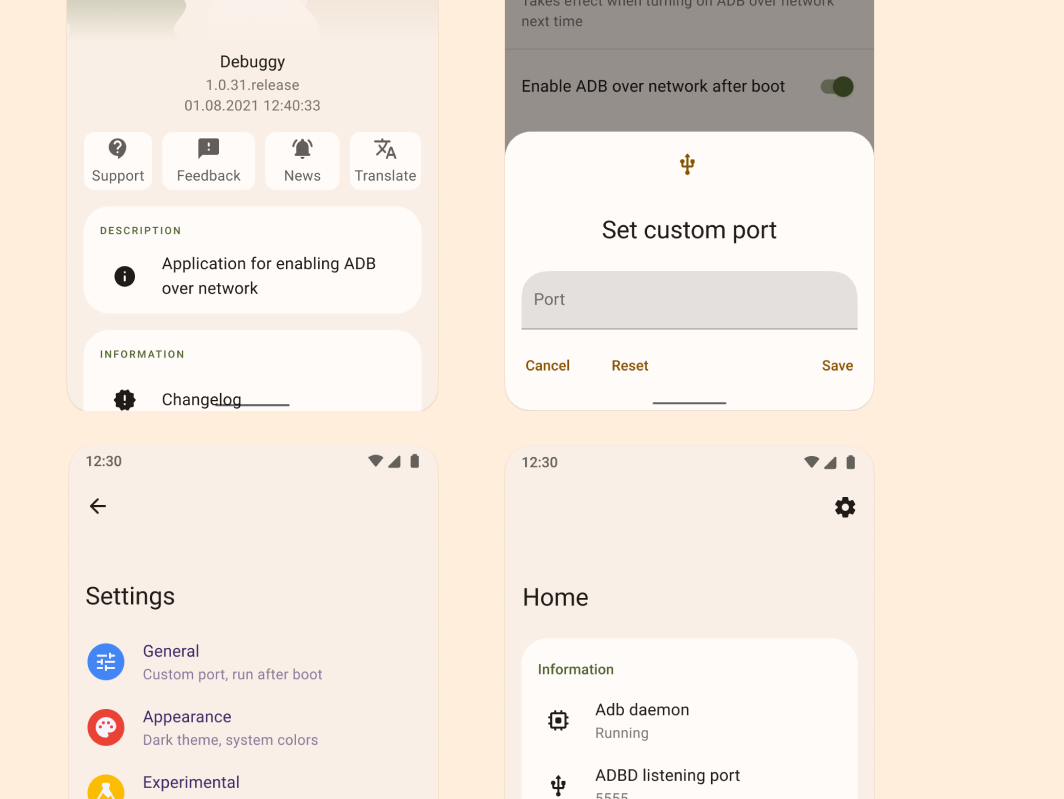 Debuggy
1.0.31.release
01.08.2021 12:40:33
Support
Feedback
News
Translate
DESCRIPTION
Application for enabling ADB
over network
INFORMATION
Changelog
Takes effect when turning on ADB over network
next time
Enable ADB over network after boot
Set custom port
Port
Cancel
Reset
Save
12:30
Settings
General
Custom port, run after boot
Appearance
Dark theme, system colors
Experimental
12:30
Home
Information
Adb daemon
Running
ADBD listening port
5555